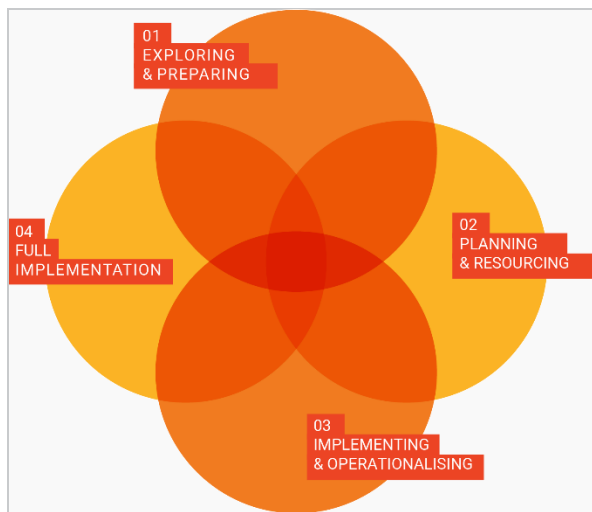 01
EXPLORING
& PREPARING
02
PLANNING
& RESOURCING
03
IMPLEMENTING
& OPERATIONALISING
04
FULL
IMPLEMENTATION